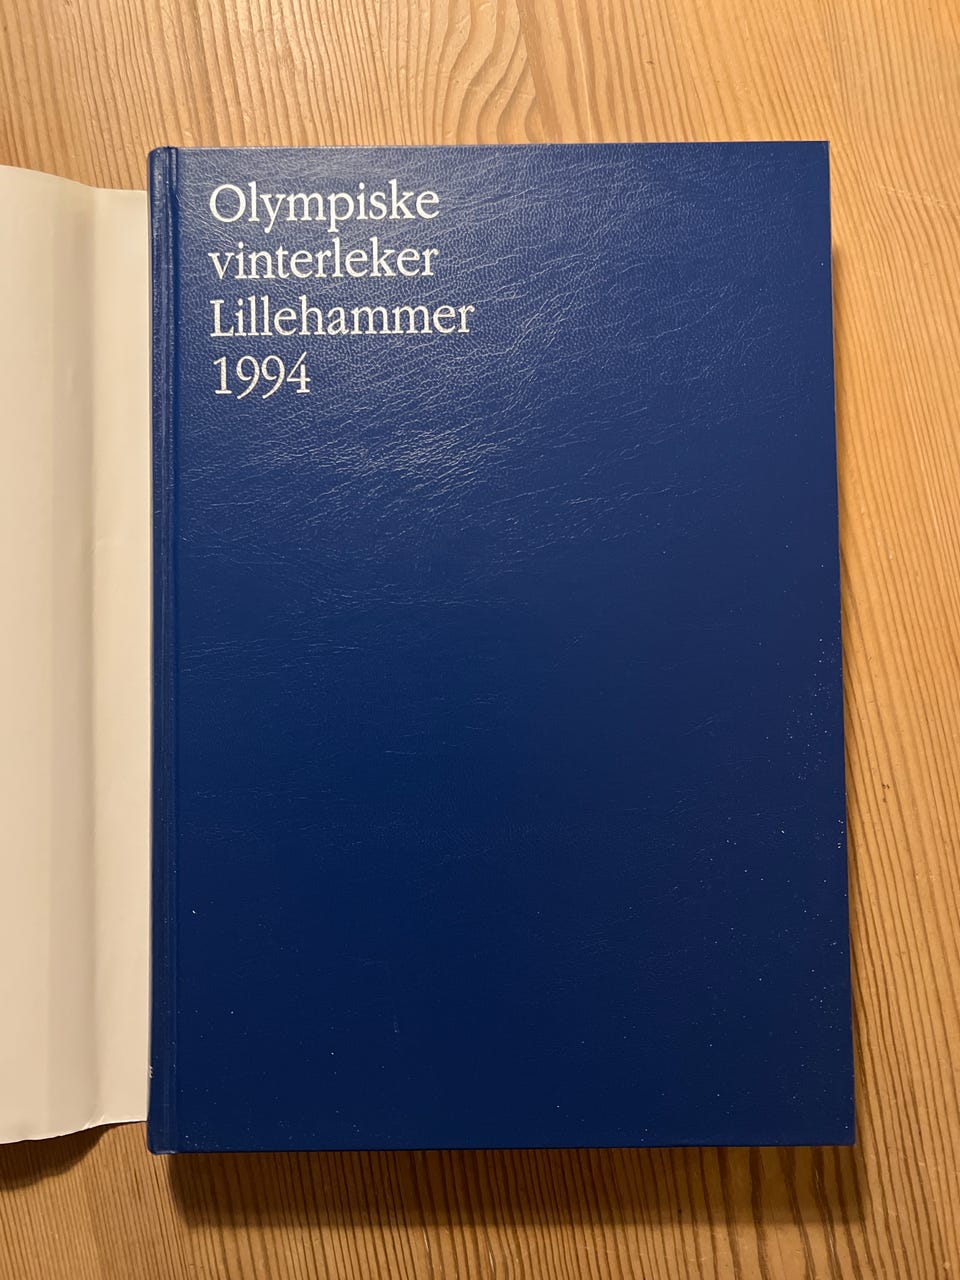 Olympiske
vinterleker
Lillehammer
1994